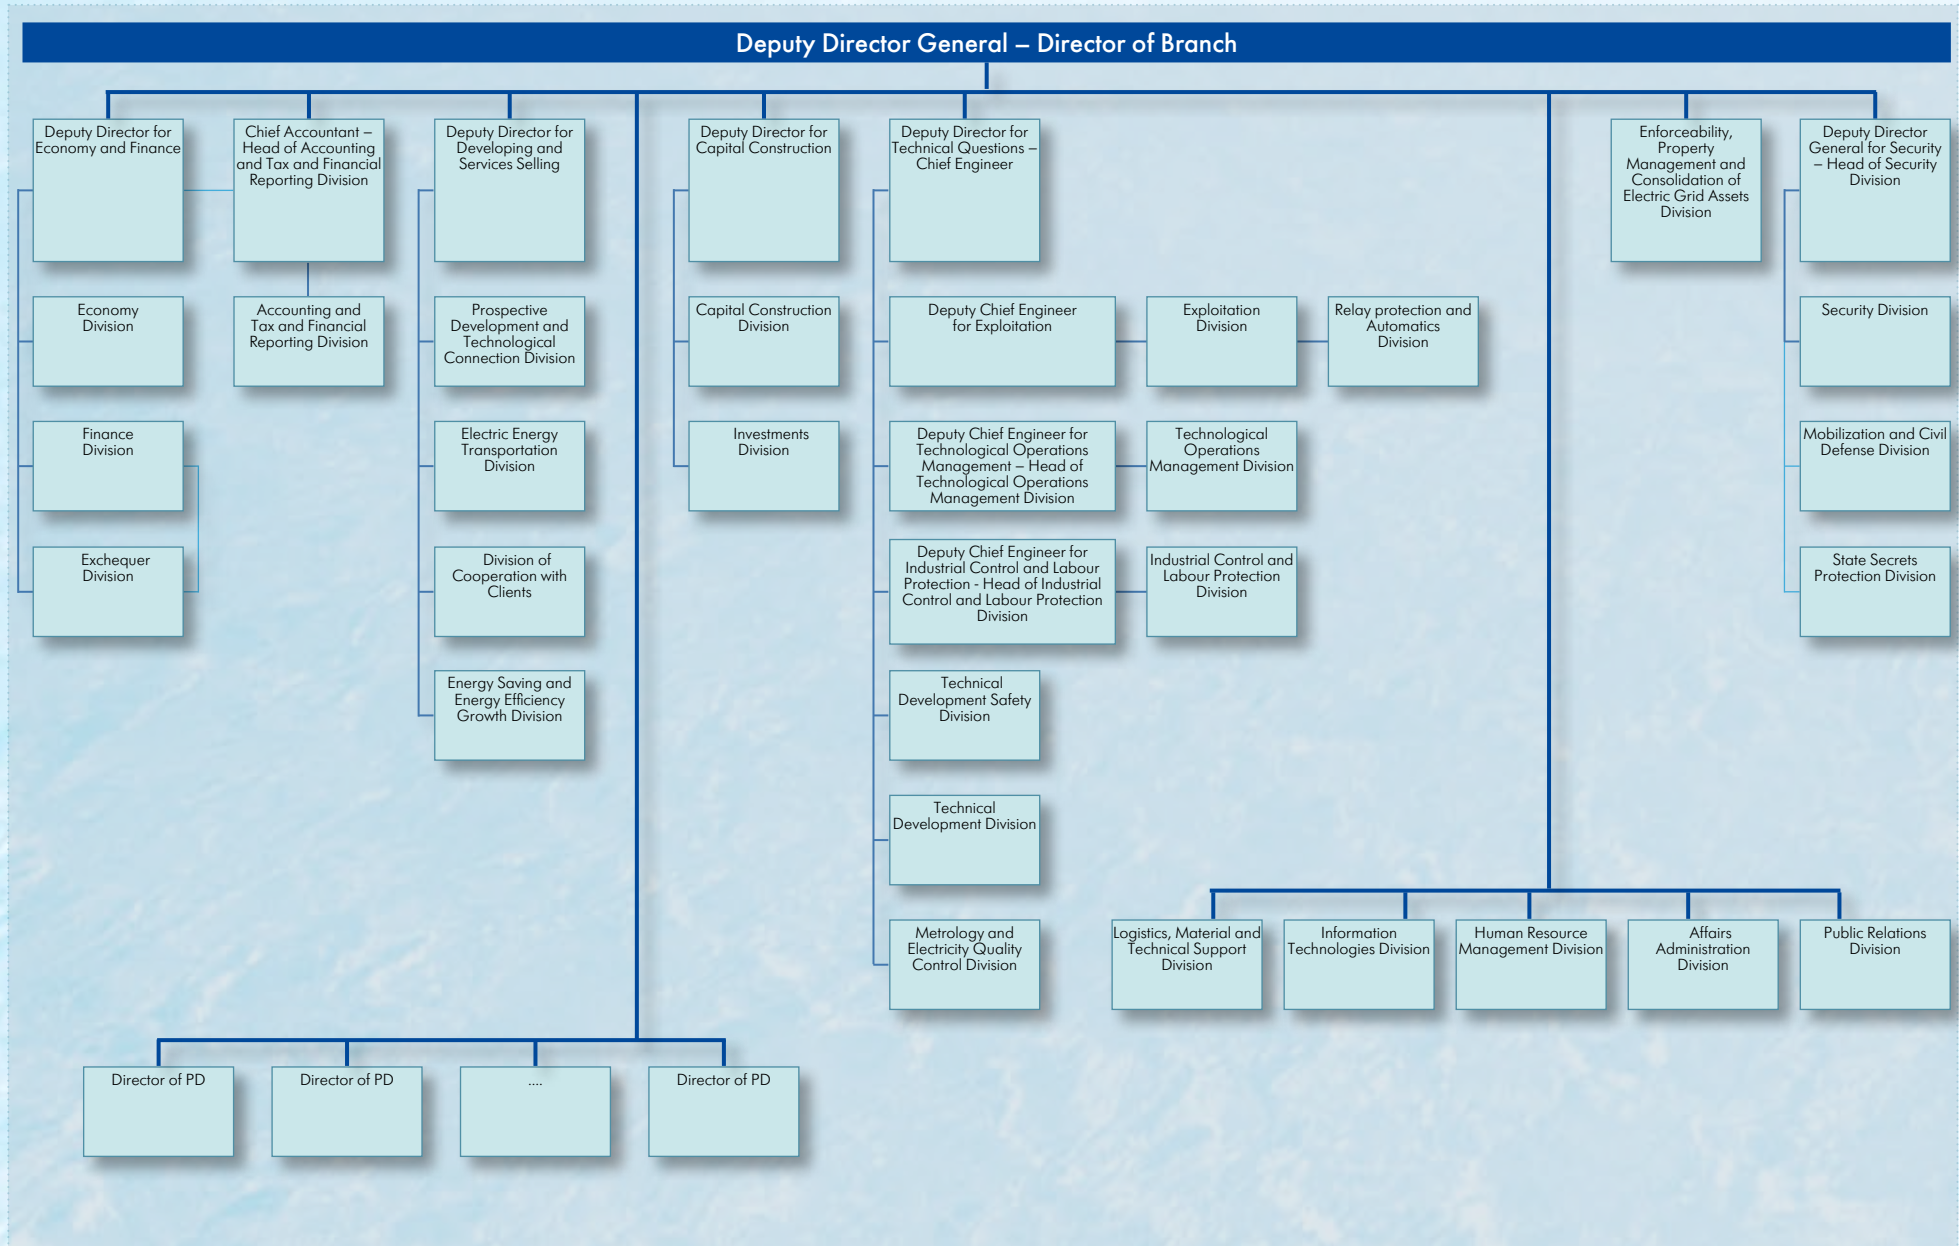 Deputy Director General – Director of Branch
Deputy Director for
Economy and Finance
Chief Accountant –
Head of Accounting
and Tax and Financial
Reporting Division
Deputy Director for
Developing and
Services Selling
Deputy Director for
Capital Construction
Deputy Director for
Technical Questions –
Chief Engineer
Enforceability,
Property
Management and
Consolidation of
Electric Grid Assets
Division
Deputy Director
General for Security
– Head of Security
Division
Economy
Division
Accounting and
Tax and Financial
Reporting Division
Prospective
Development and
Technological
Connection Division
Capital Construction
Division
Deputy Chief Engineer
for Exploitation
Exploitation
Division
Relay protection and
Automatics
Division
Security Division
Finance
Division
Electric Energy
Transportation
Division
Investments
Division
Deputy Chief Engineer for
Technological Operations
Management – Head of
Technological Operations
Management Division
Technological
Operations
Management Division
Mobilization and Civil
Defense Division
Exchequer
Division
Division of
Cooperation with
Clients
Deputy Chief Engineer for
Industrial Control and Labour
Protection - Head of Industrial
Control and Labour Protection
Division
Industrial Control and
Labour Protection
Division
State Secrets
Protection Division
Energy Saving and
Energy Efficiency
Growth Division
Technical
Development Safety
Division
Technical
Development Division
Metrology and
Electricity Quality
Control Division
Logistics, Material and
Technical Support
Division
Information
Technologies Division
Human Resource
Management Division
Affairs
Administration
Division
Public Relations
Division
Director of PD
Director of PD
....
Director of PD